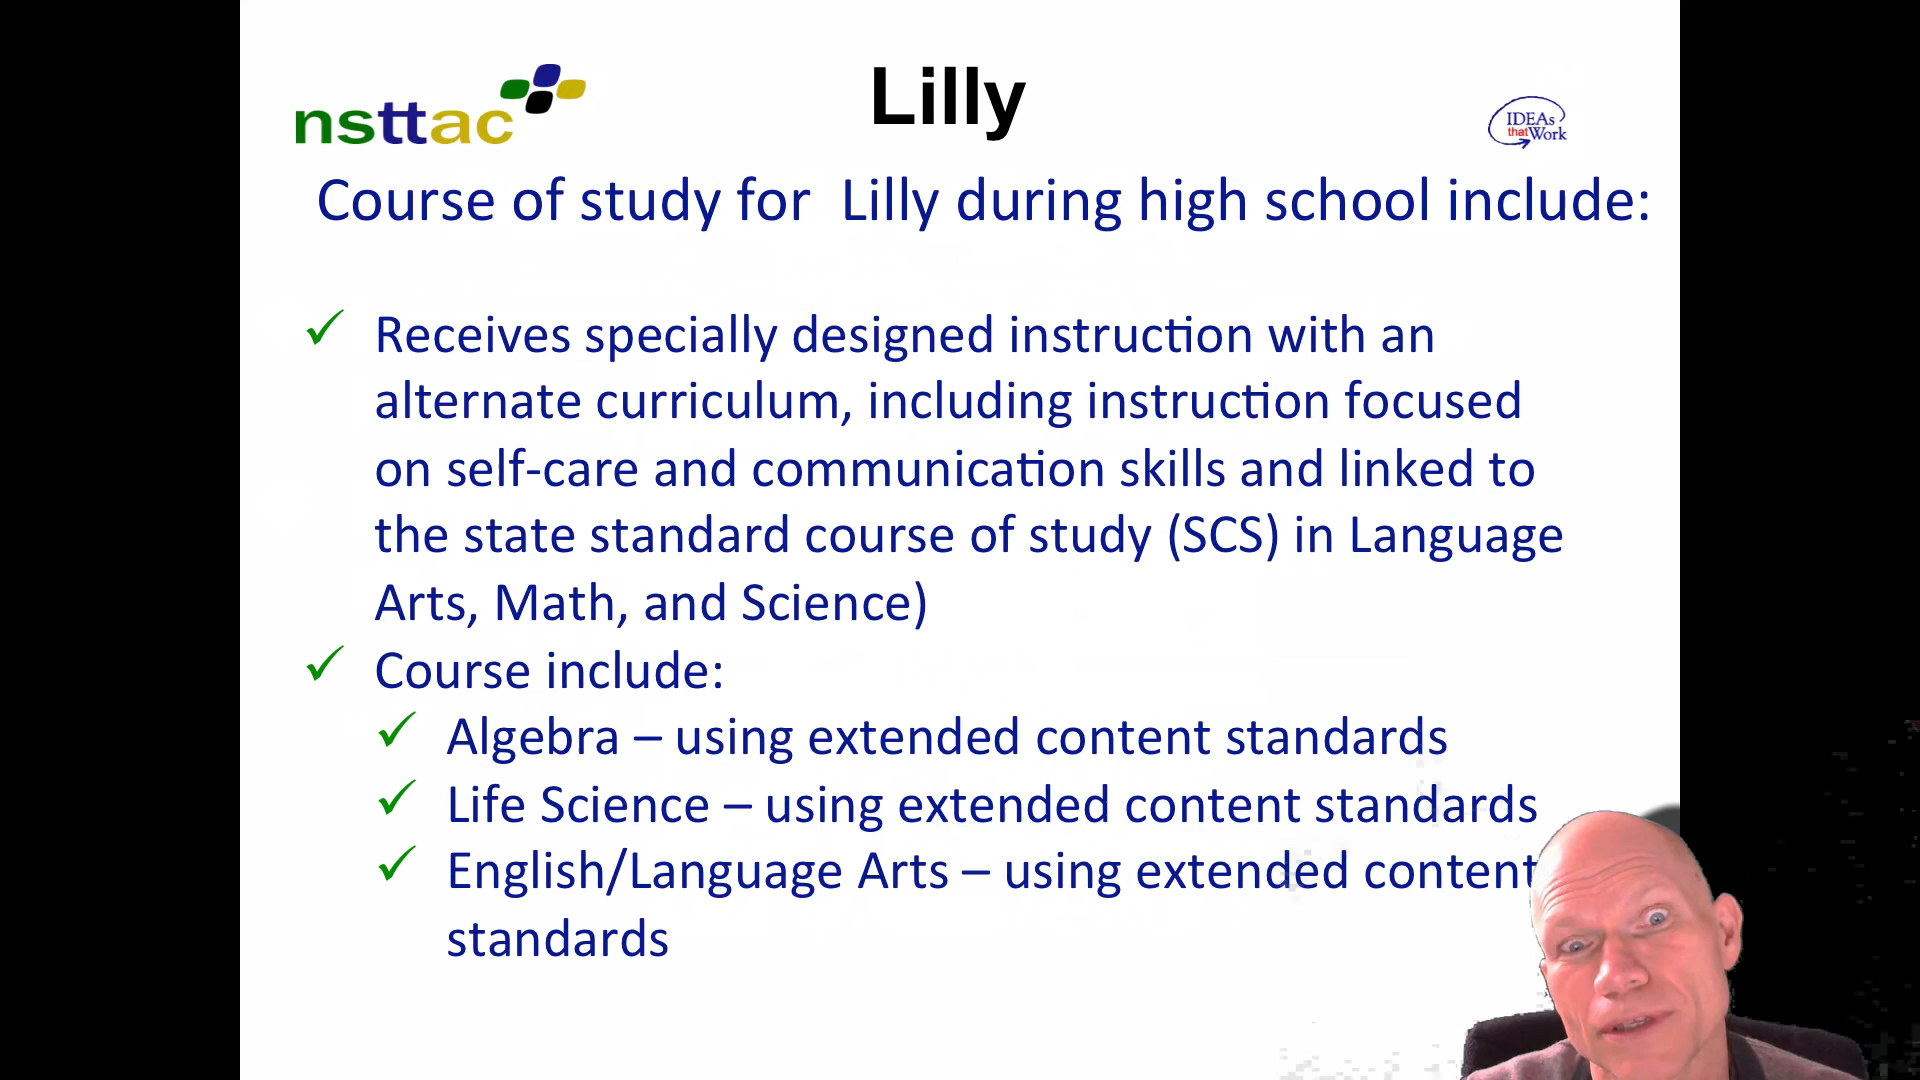 nsttac
Lilly
IDEAs
that Work
Course of study for  Lilly during high school include:
✓ Receives specially designed instruction with an
alternate curriculum, including instruction focused
on self-care and communication skills and linked to
the state standard course of study (SCS) in Language
Arts, Math, and Science)
✓ Course include:
✓ Algebra – using extended content standards
✓ Life Science – using extended content standards
✓ English/Language Arts – using extended content
standards